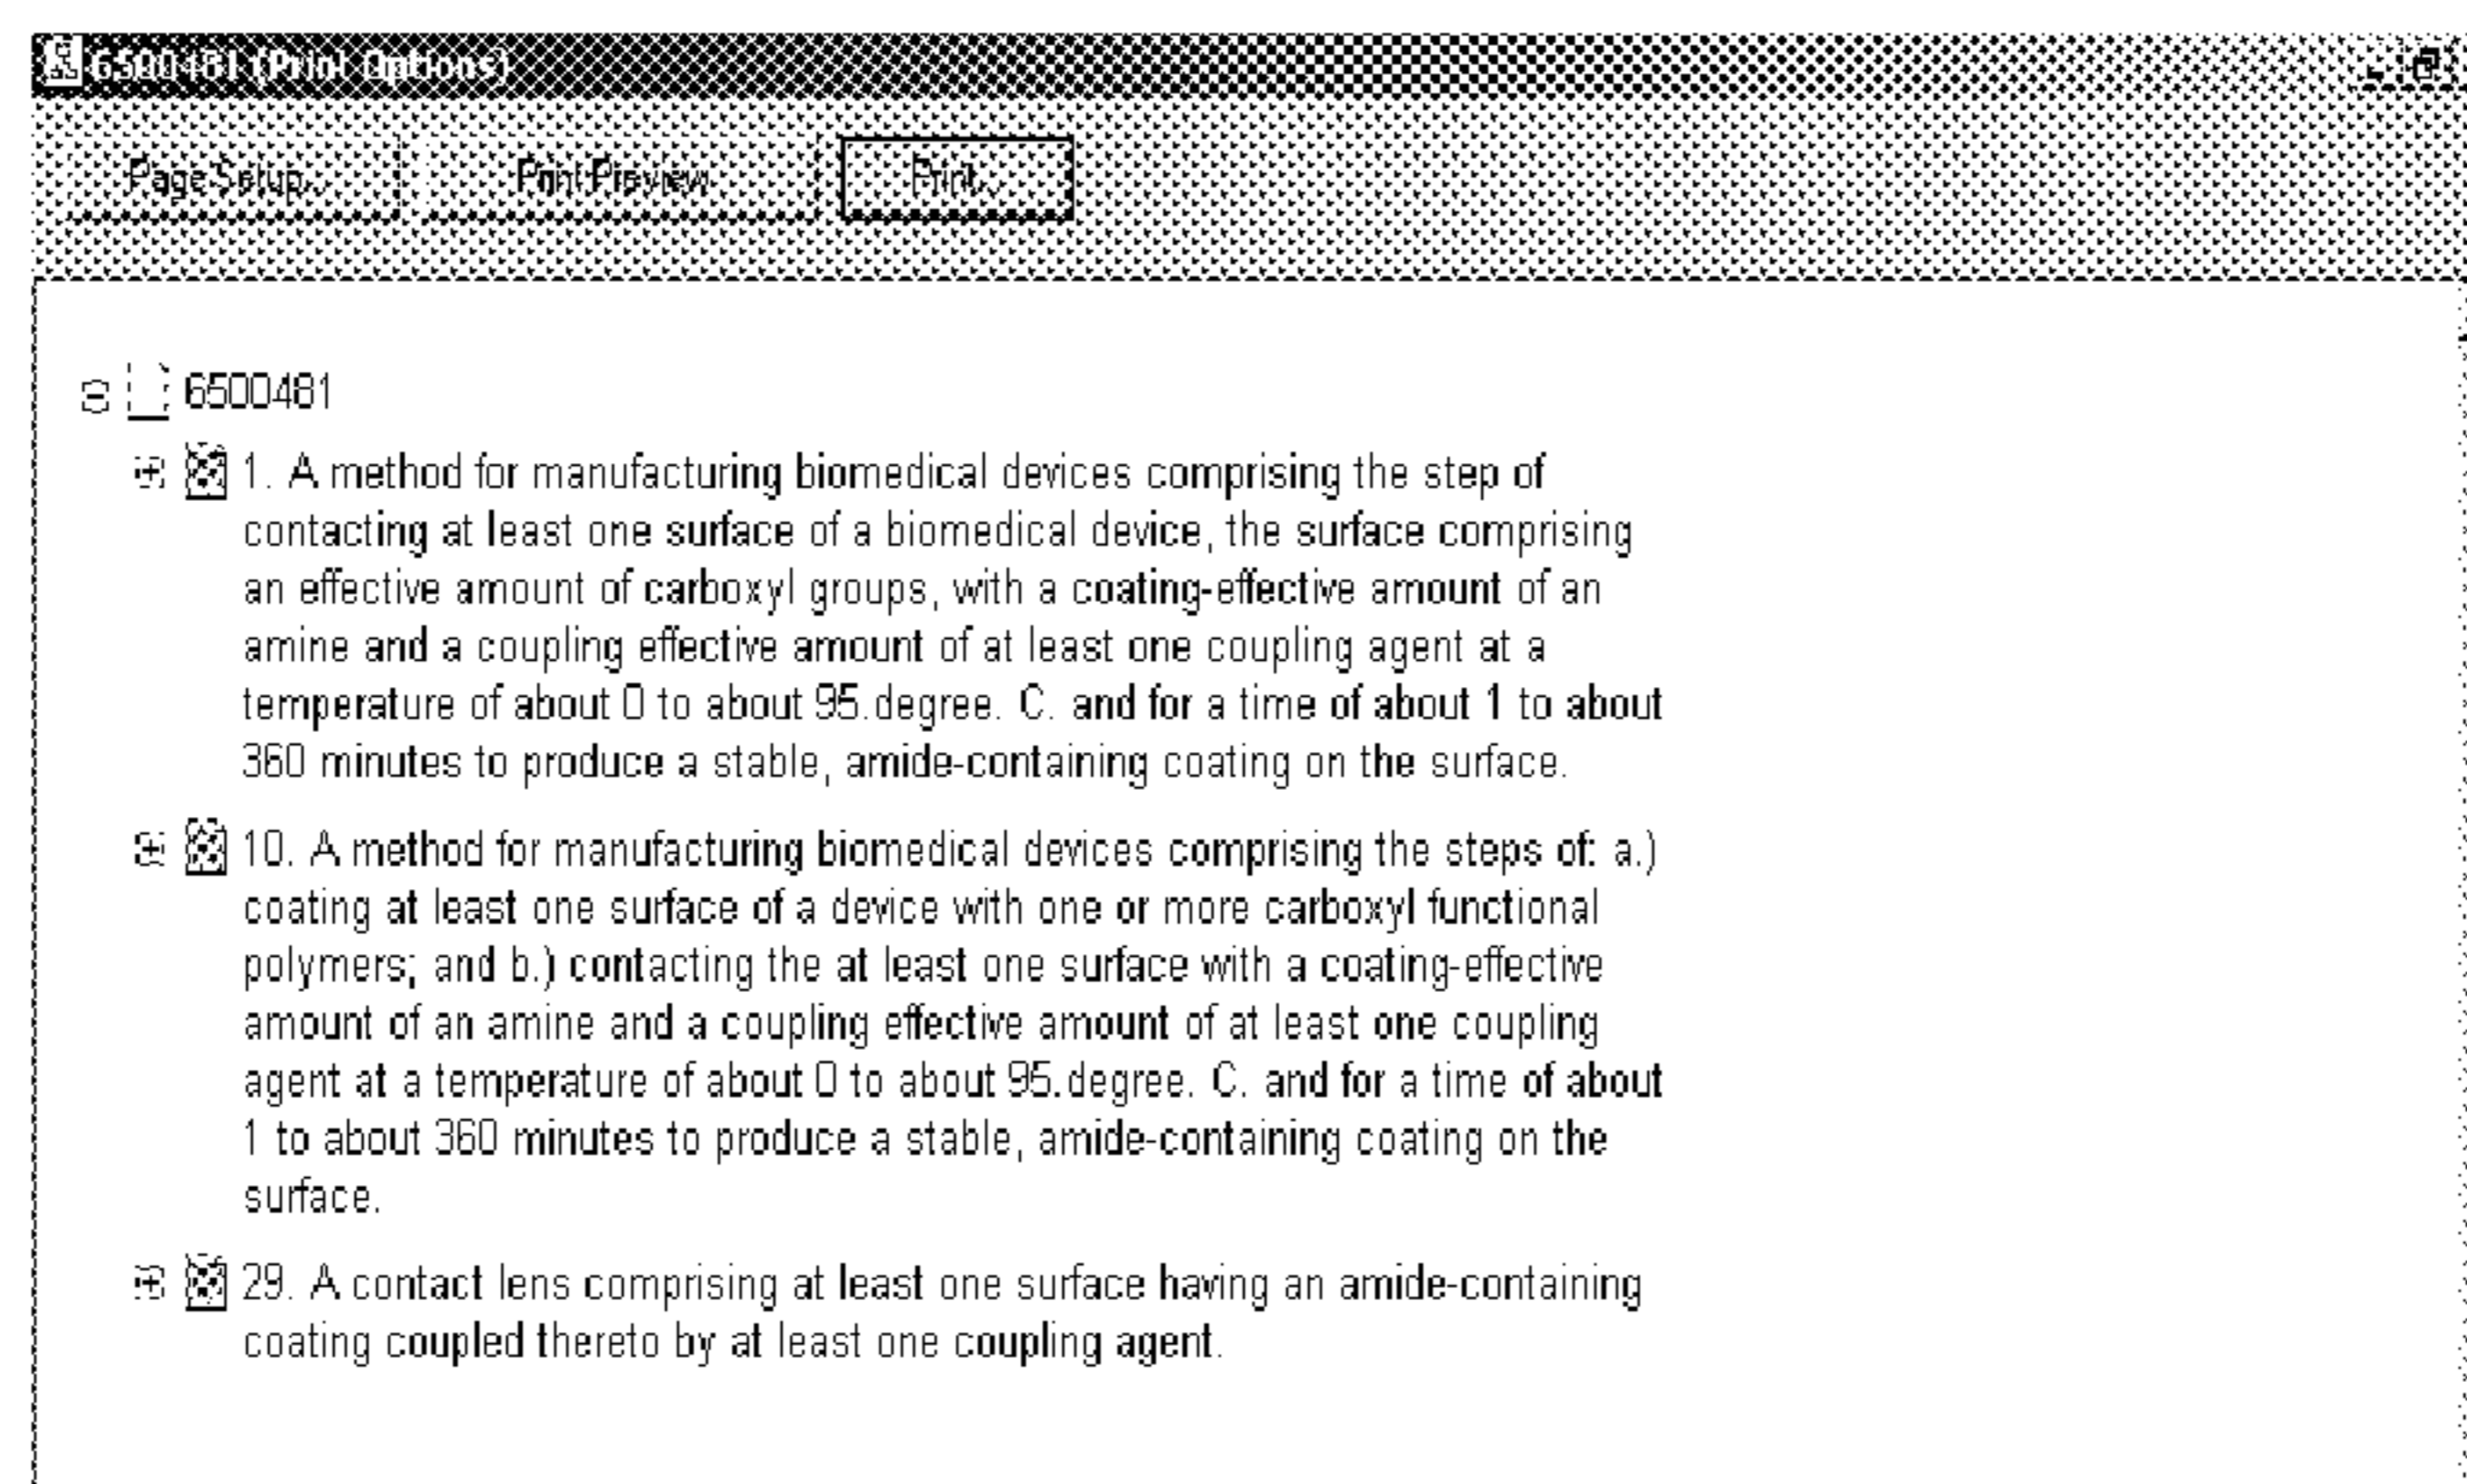 6500481 (Print Options)
Page Setup... Print Preview Print...
6500481
1. A method for manufacturing biomedical devices comprising the step of
contacting at least one surface of a biomedical device, the surface comprising
an effective amount of carboxyl groups, with a coating-effective amount of an
amine and a coupling effective amount of at least one coupling agent at a
temperature of about 0 to about 95.degree. C. and for a time of about 1 to about
360 minutes to produce a stable, amide-containing coating on the surface.
10. A method for manufacturing biomedical devices comprising the steps of: a.)
coating at least one surface of a device with one or more carboxyl functional
polymers; and b.) contacting the at least one surface with a coating-effective
amount of an amine and a coupling effective amount of at least one coupling
agent at a temperature of about 0 to about 95.degree. C. and for a time of about
1 to about 360 minutes to produce a stable, amide-containing coating on the
surface.
29. A contact lens comprising at least one surface having an amide-containing
coating coupled thereto by at least one coupling agent.